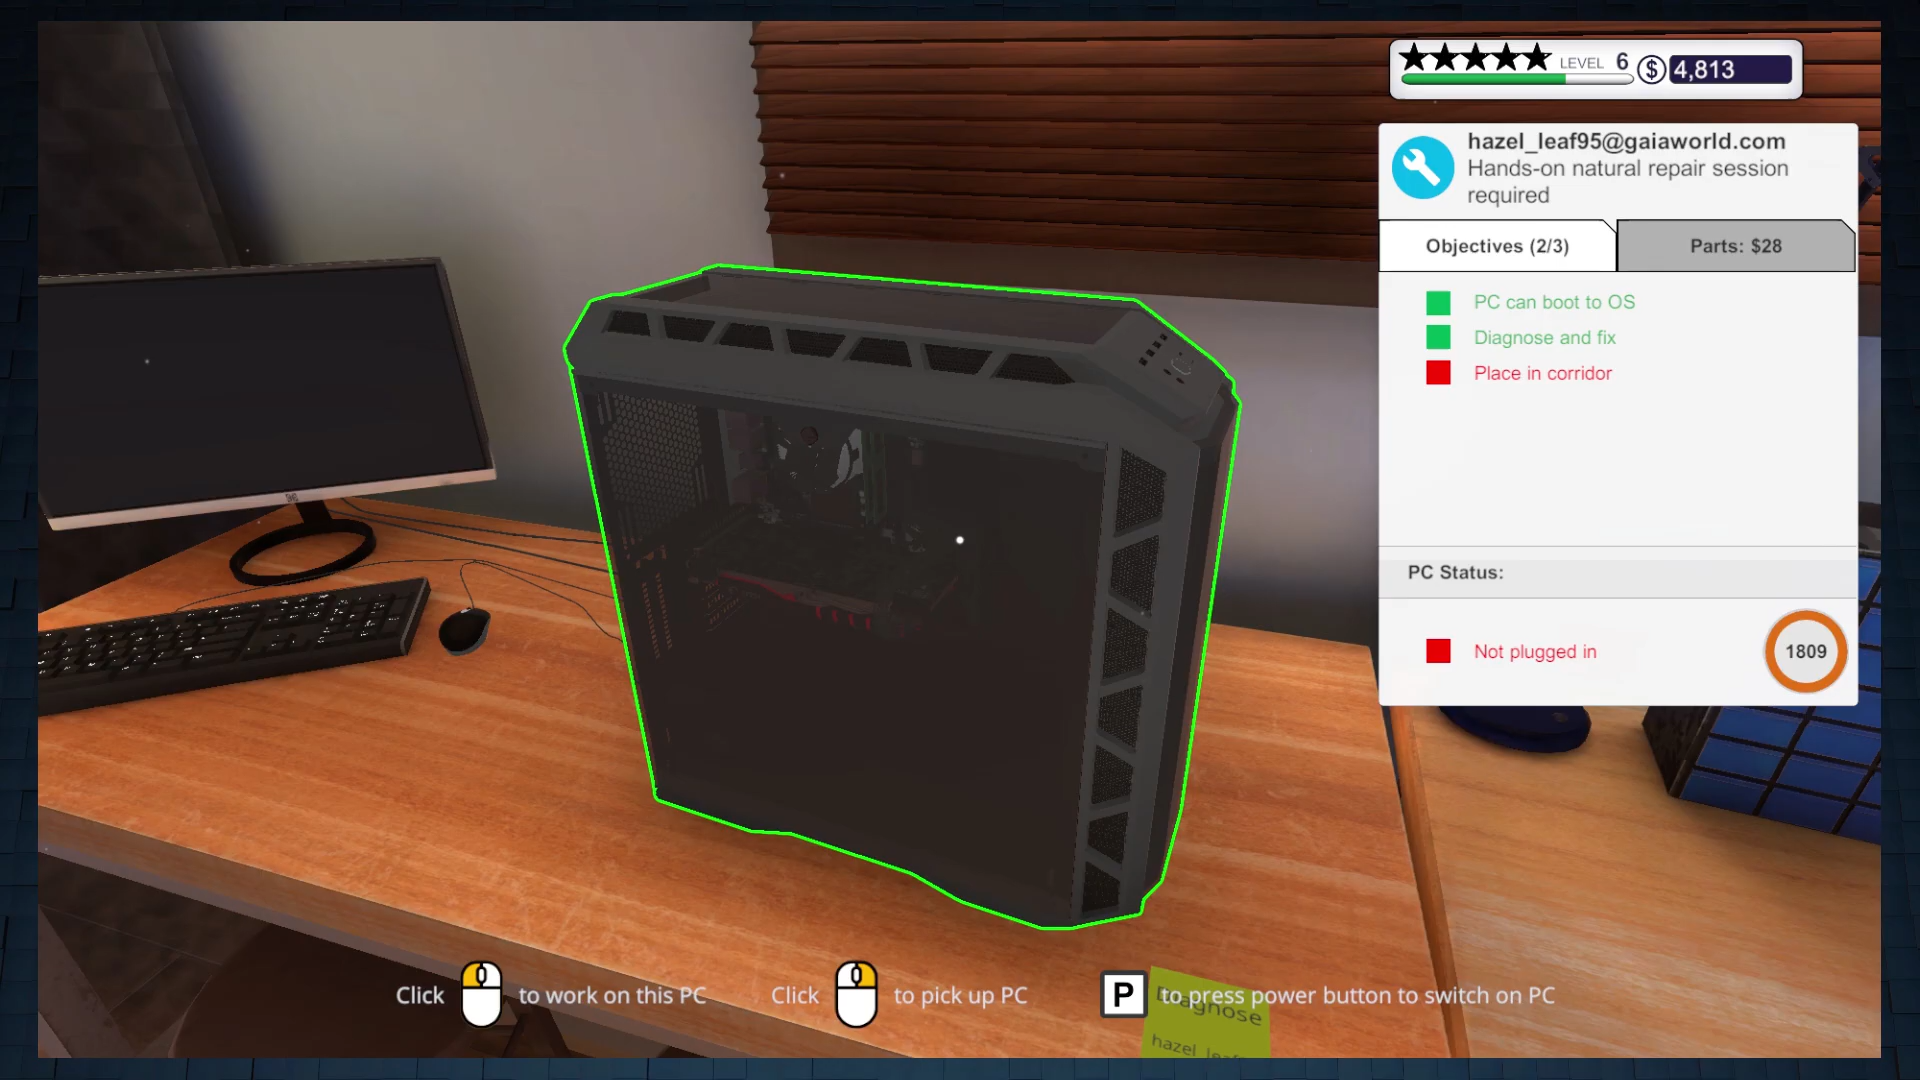 LEVEL 6 $ 4,813
hazel_leaf95@gaiaworld.com
Hands-on natural repair session
required
Objectives (2/3)
Parts: $28
PC can boot to OS
Diagnose and fix
Place in corridor
PC Status:
Not plugged in
1809
Click to work on this PC
Click to pick up PC
P to press power button to switch on PC
Diagnose